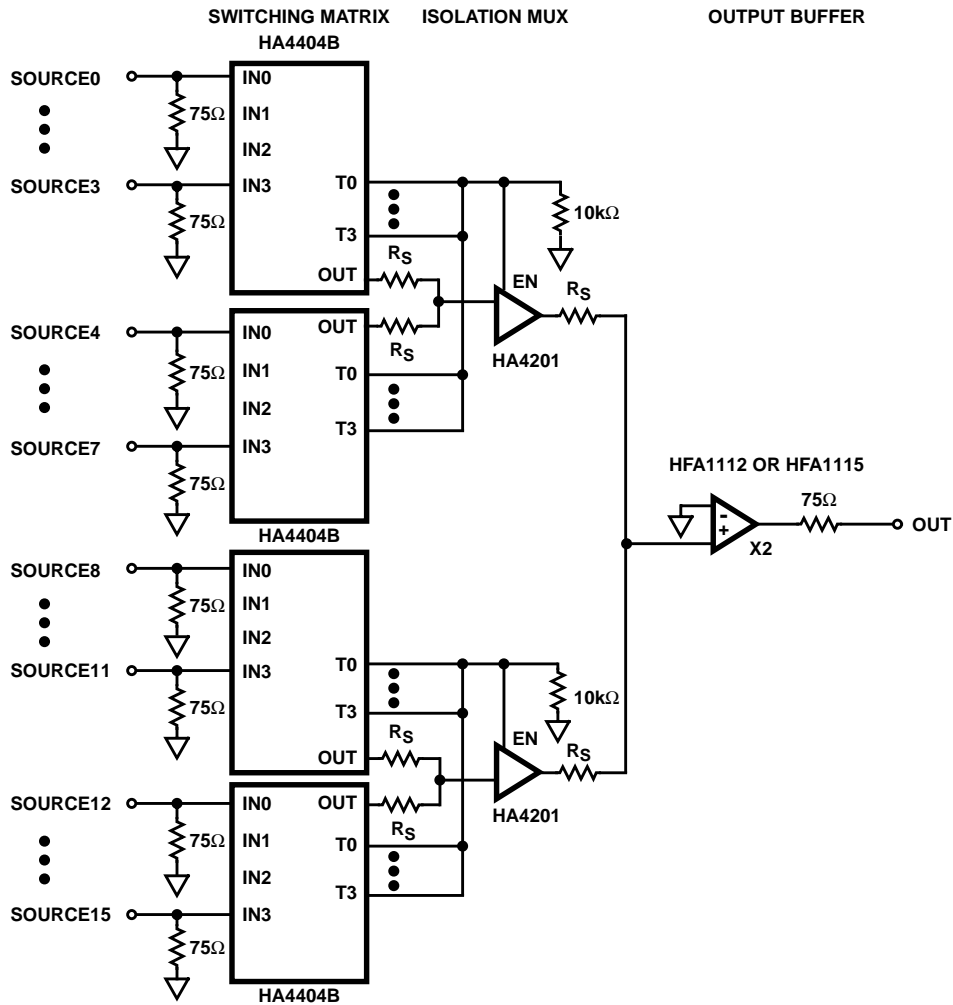 SWITCHING MATRIX
ISOLATION MUX
OUTPUT BUFFER
HA4404B
SOURCE0
75Ω
IN0
IN1
IN2
SOURCE3
75Ω
IN3
T0
T3
OUT
RS
10kΩ
EN
RS
HA4201
SOURCE4
75Ω
IN0
IN1
IN2
OUT
RS
T0
T3
SOURCE7
75Ω
IN3
HA4404B
HFA1112 OR HFA1115
-
+
X2
75Ω
OUT
SOURCE8
75Ω
IN0
IN1
IN2
SOURCE11
75Ω
IN3
T0
T3
OUT
RS
10kΩ
EN
RS
HA4201
SOURCE12
75Ω
IN0
IN1
IN2
OUT
RS
T0
T3
SOURCE15
75Ω
IN3
HA4404B